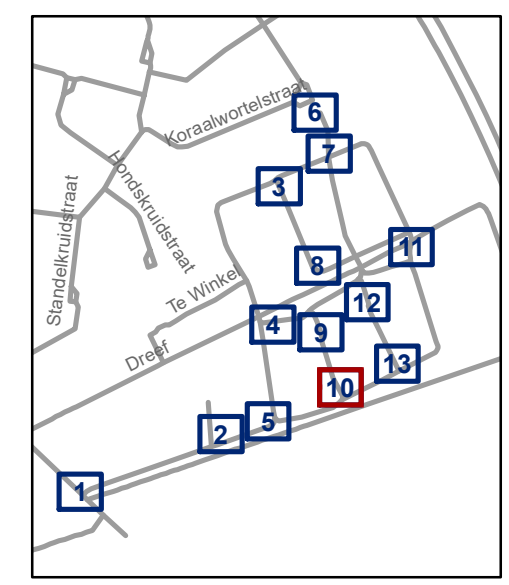 6
Koraalwortelstraat
7
3
Hondskruidstraat
Standelkruidstraat
11
8
Te Winkel
12
4
9
Dreef
13
10
5
2
1